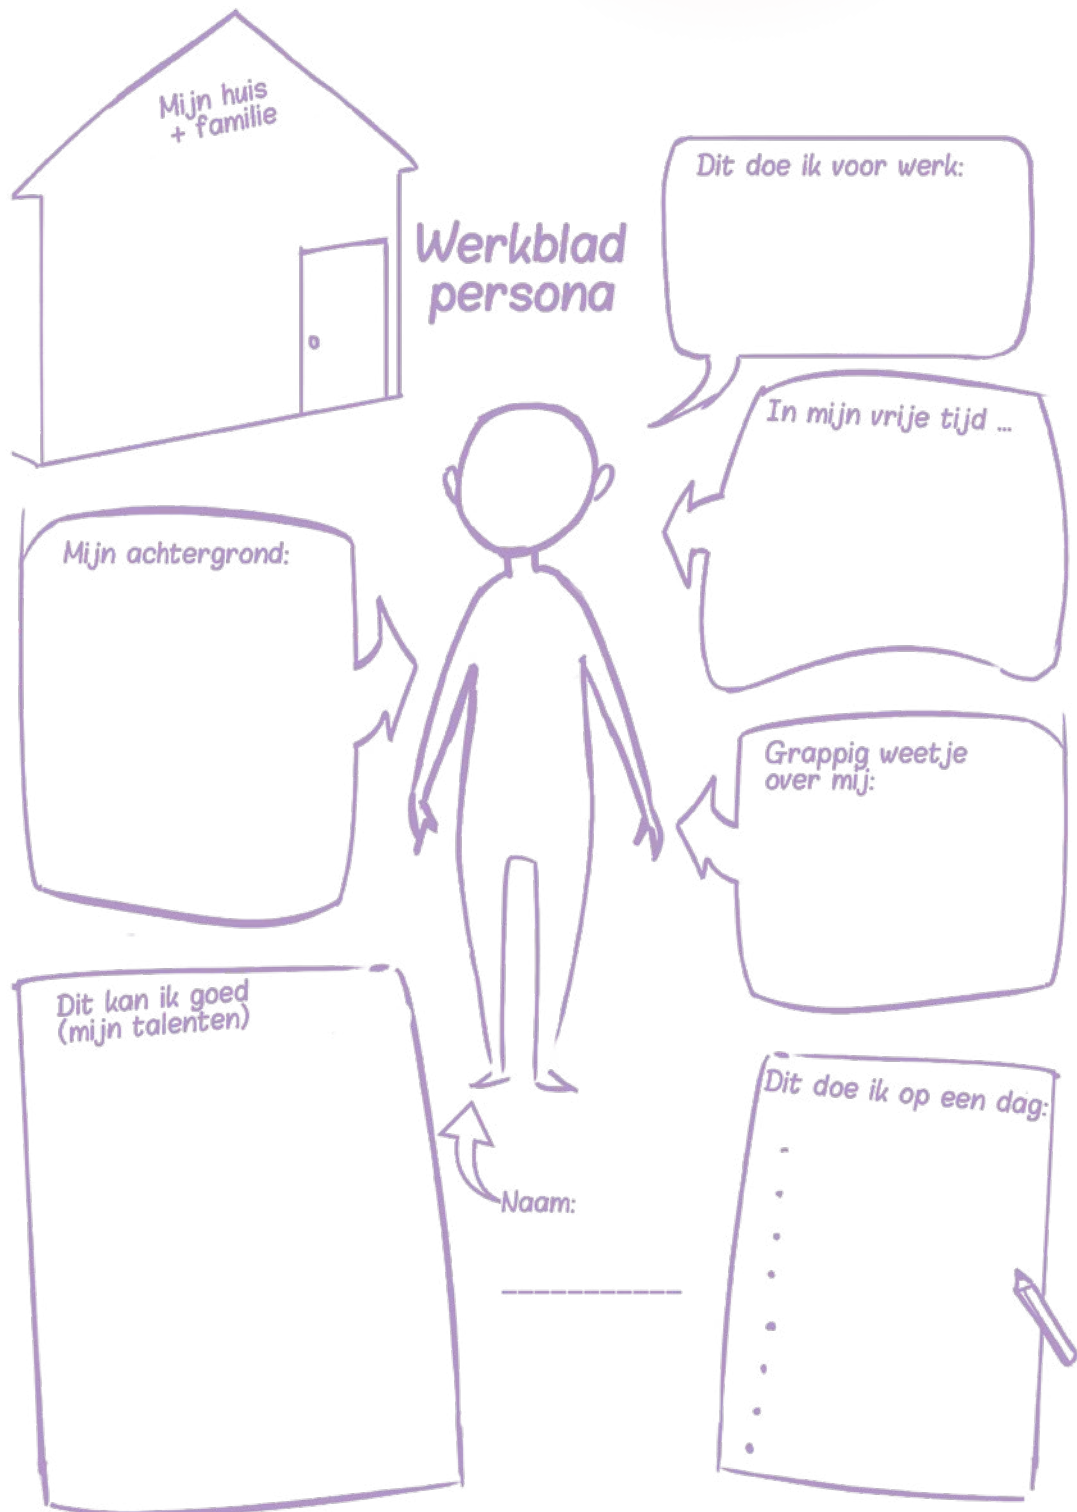 Mijn huis
+ familie
Werkblad
persona
Dit doe ik voor werk:
In mijn vrije tijd ...
Mijn achtergrond:
Grappig weetje
over mij:
Dit kan ik goed
(mijn talenten)
Naam:
Dit doe ik op een dag: